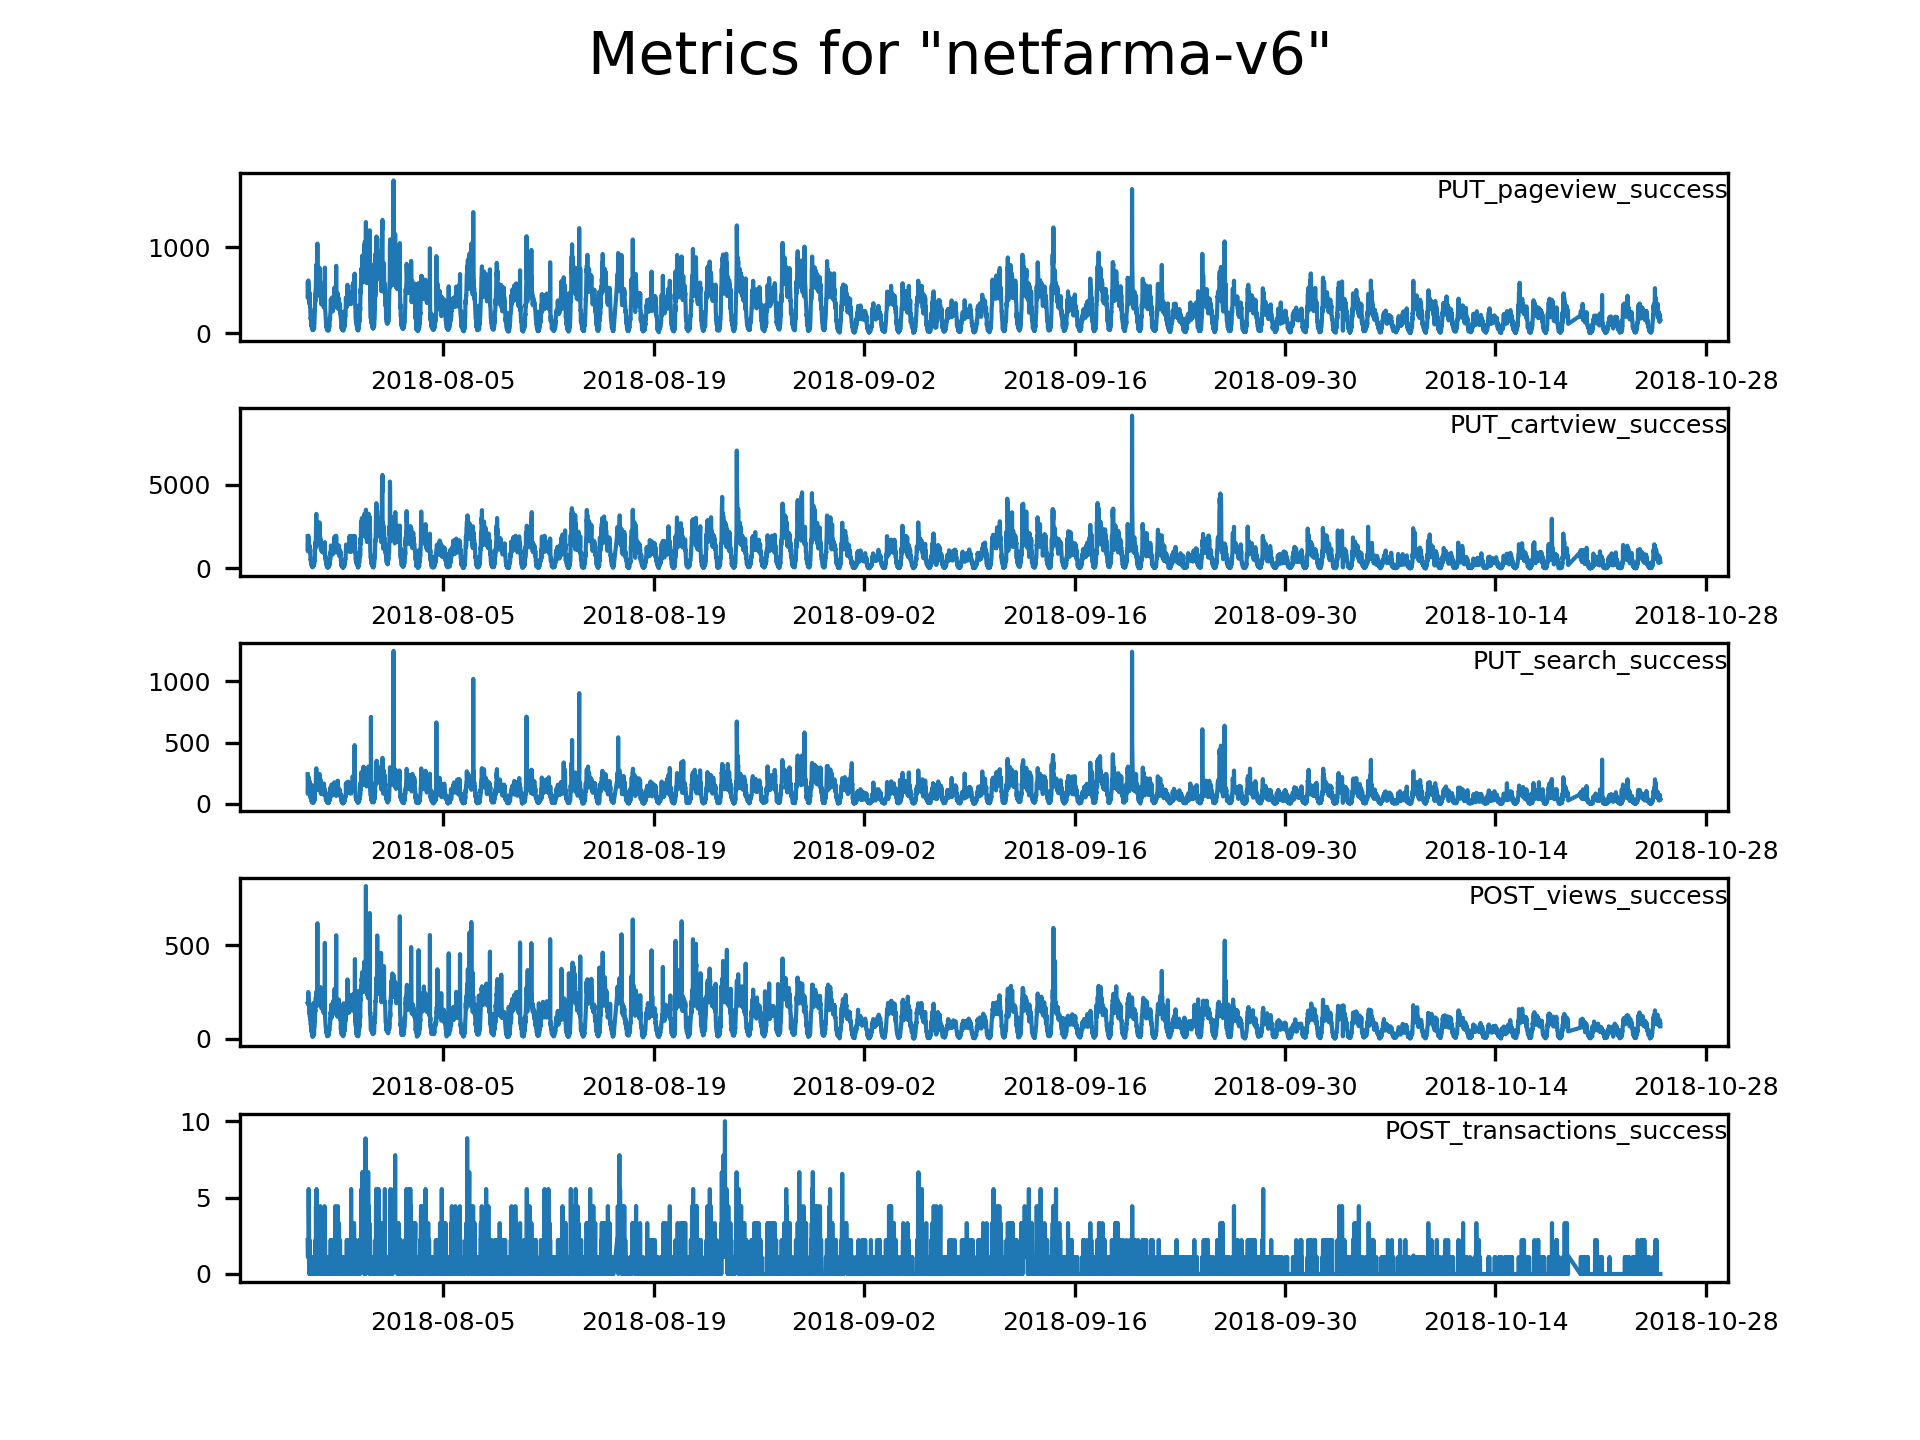 Metrics for "netfarma-v6"
PUT_pageview_success
1000
0
2018-08-05 2018-08-19 2018-09-02 2018-09-16 2018-09-30 2018-10-14 2018-10-28
PUT_cartview_success
5000
0
2018-08-05 2018-08-19 2018-09-02 2018-09-16 2018-09-30 2018-10-14 2018-10-28
PUT_search_success
1000
500
0
2018-08-05 2018-08-19 2018-09-02 2018-09-16 2018-09-30 2018-10-14 2018-10-28
POST_views_success
500
0
2018-08-05 2018-08-19 2018-09-02 2018-09-16 2018-09-30 2018-10-14 2018-10-28
10
POST_transactions_success
5
0
2018-08-05 2018-08-19 2018-09-02 2018-09-16 2018-09-30 2018-10-14 2018-10-28